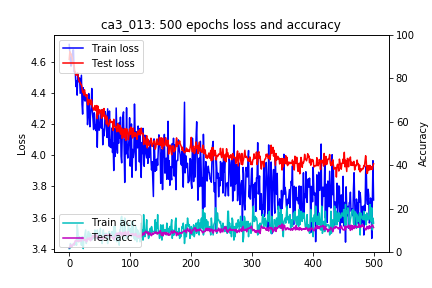 ca3_013: 500 epochs loss and accuracy
Train loss
Test loss
Train acc
Test acc
Loss
4.6
4.4
4.2
4.0
3.8
3.6
3.4
100
80
60
40
20
0
Accuracy
0 100 200 300 400 500